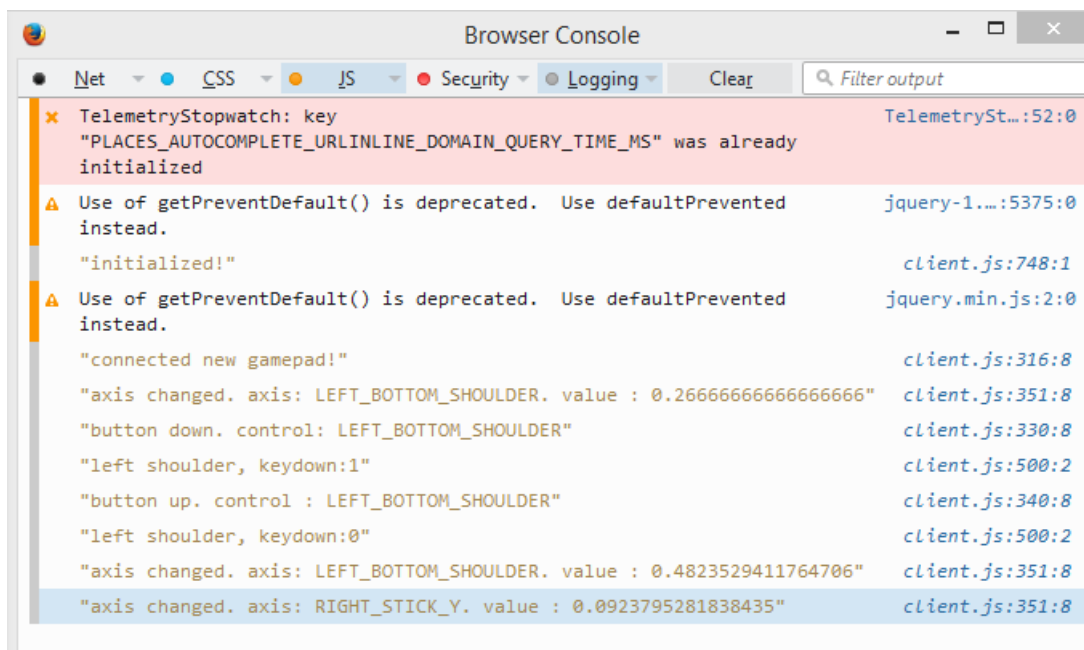 Browser Console
Net CSS JS Security Logging Clear Filter output
TelemetryStopwatch: key TelemetrySt…:52:0
"PLACES_AUTOCOMPLETE_URLINLINE_DOMAIN_QUERY_TIME_MS" was already
initialized
Use of getPreventDefault() is deprecated.  Use defaultPrevented jquery-1.…:5375:0
instead.
"initialized!" client.js:748:1
Use of getPreventDefault() is deprecated.  Use defaultPrevented jquery.min.js:2:0
instead.
"connected new gamepad!" client.js:316:8
"axis changed. axis: LEFT_BOTTOM_SHOULDER. value : 0.26666666666666666" client.js:351:8
"button down. control: LEFT_BOTTOM_SHOULDER" client.js:330:8
"left shoulder, keydown:1" client.js:500:2
"button up. control : LEFT_BOTTOM_SHOULDER" client.js:340:8
"left shoulder, keydown:0" client.js:500:2
"axis changed. axis: LEFT_BOTTOM_SHOULDER. value : 0.4823529411764706" client.js:351:8
"axis changed. axis: RIGHT_STICK_Y. value : 0.0923795281838435" client.js:351:8